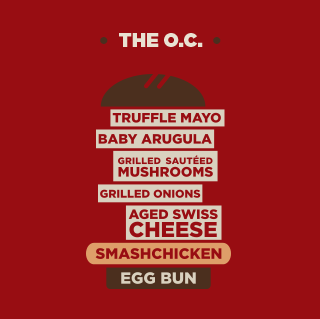 THE O.C.
TRUFFLE MAYO
BABY ARUGULA
GRILLED SAUTÉED
MUSHROOMS
GRILLED ONIONS
AGED SWISS
CHEESE
SMASHCHICKEN
EGG BUN